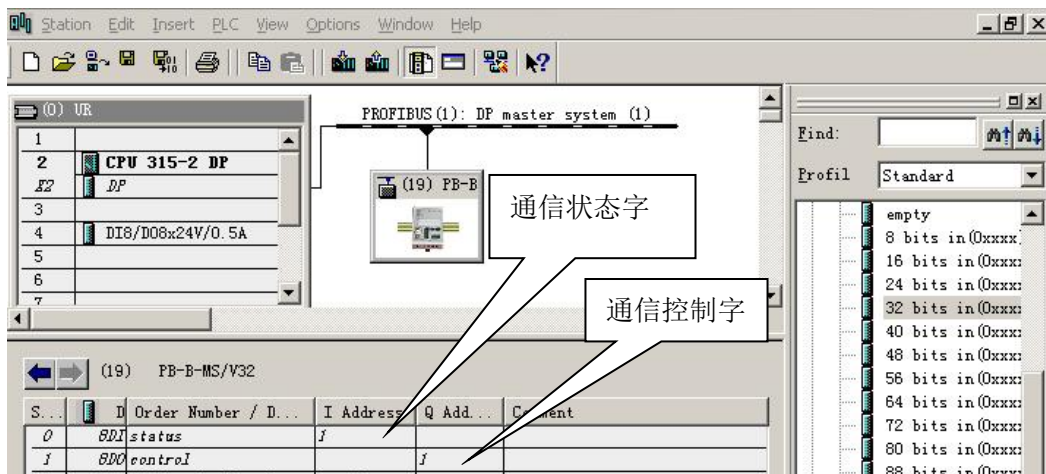 Station Edit Insert PLC View Options Window Help
(0) UR
1
2 CPU 315-2 DP
X2 DP
3
4 DI8/DO8x24V/0.5A
5
6
7
PROFIBUS(1): DP master system (1)
(19) PB-B
通信状态字
通信控制字
Find:
Profil Standard
empty
8 bits in(0xxxx)
16 bits in(0xxx:
24 bits in(0xxx:
32 bits in(0xxx:
40 bits in(0xxx:
48 bits in(0xxx:
56 bits in(0xxx:
64 bits in(0xxx:
72 bits in(0xxx:
80 bits in(0xxx:
88 bits in(0xxx:
(19) PB-B-MS/V32
S... D Order Number / D... I Address Q Add... Comment
0 8DI status 1
1 8DO control 1